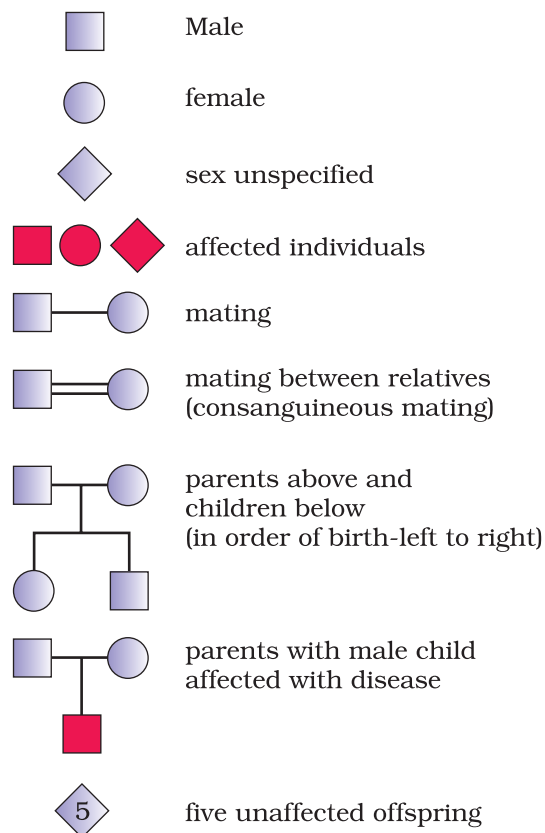 Male
female
sex unspecified
affected individuals
mating
mating between relatives
(consanguineous mating)
parents above and
children below
(in order of birth-left to right)
parents with male child
affected with disease
5
five unaffected offspring